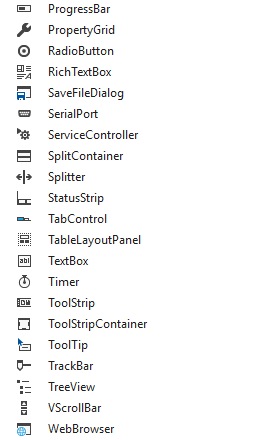 ProgressBar
PropertyGrid
RadioButton
RichTextBox
SaveFileDialog
SerialPort
ServiceController
SplitContainer
Splitter
StatusStrip
TabControl
TableLayoutPanel
TextBox
Timer
ToolStrip
ToolStripContainer
ToolTip
TrackBar
TreeView
VScrollBar
WebBrowser